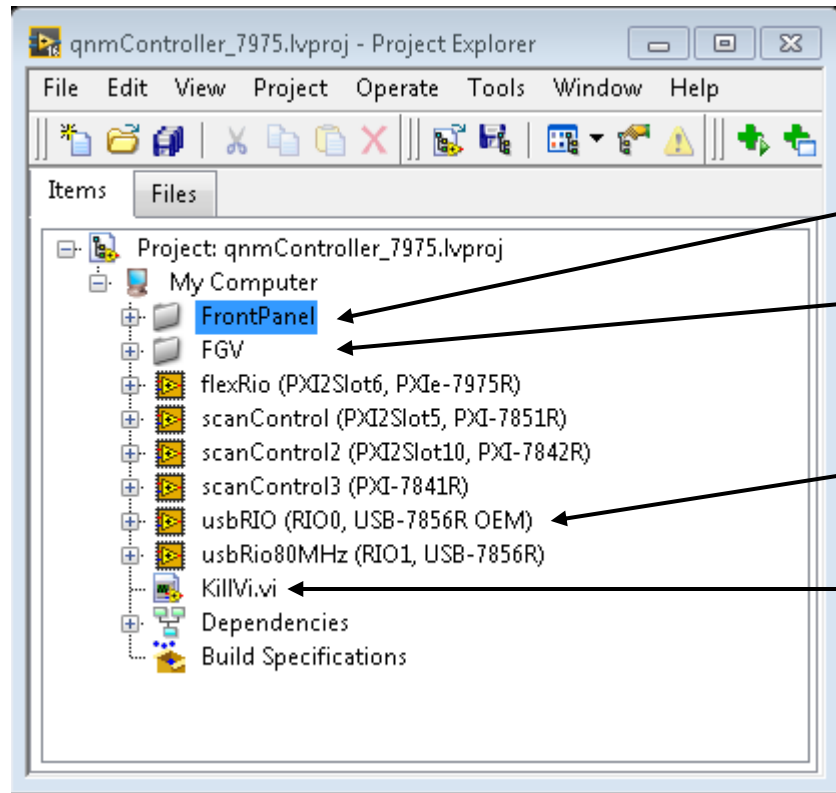 qnmController_7975.lvproj - Project Explorer
File Edit View Project Operate Tools Window Help
Items Files
Project: qnmController_7975.lvproj
My Computer
FrontPanel
FGV
flexRio (PXI2Slot6, PXIe-7975R)
scanControl (PXI2Slot5, PXI-7851R)
scanControl2 (PXI2Slot10, PXI-7842R)
scanControl3 (PXI-7841R)
usbRIO (RIO0, USB-7856R OEM)
usbRio80MHz (RIO1, USB-7856R)
KillVi.vi
Dependencies
Build Specifications